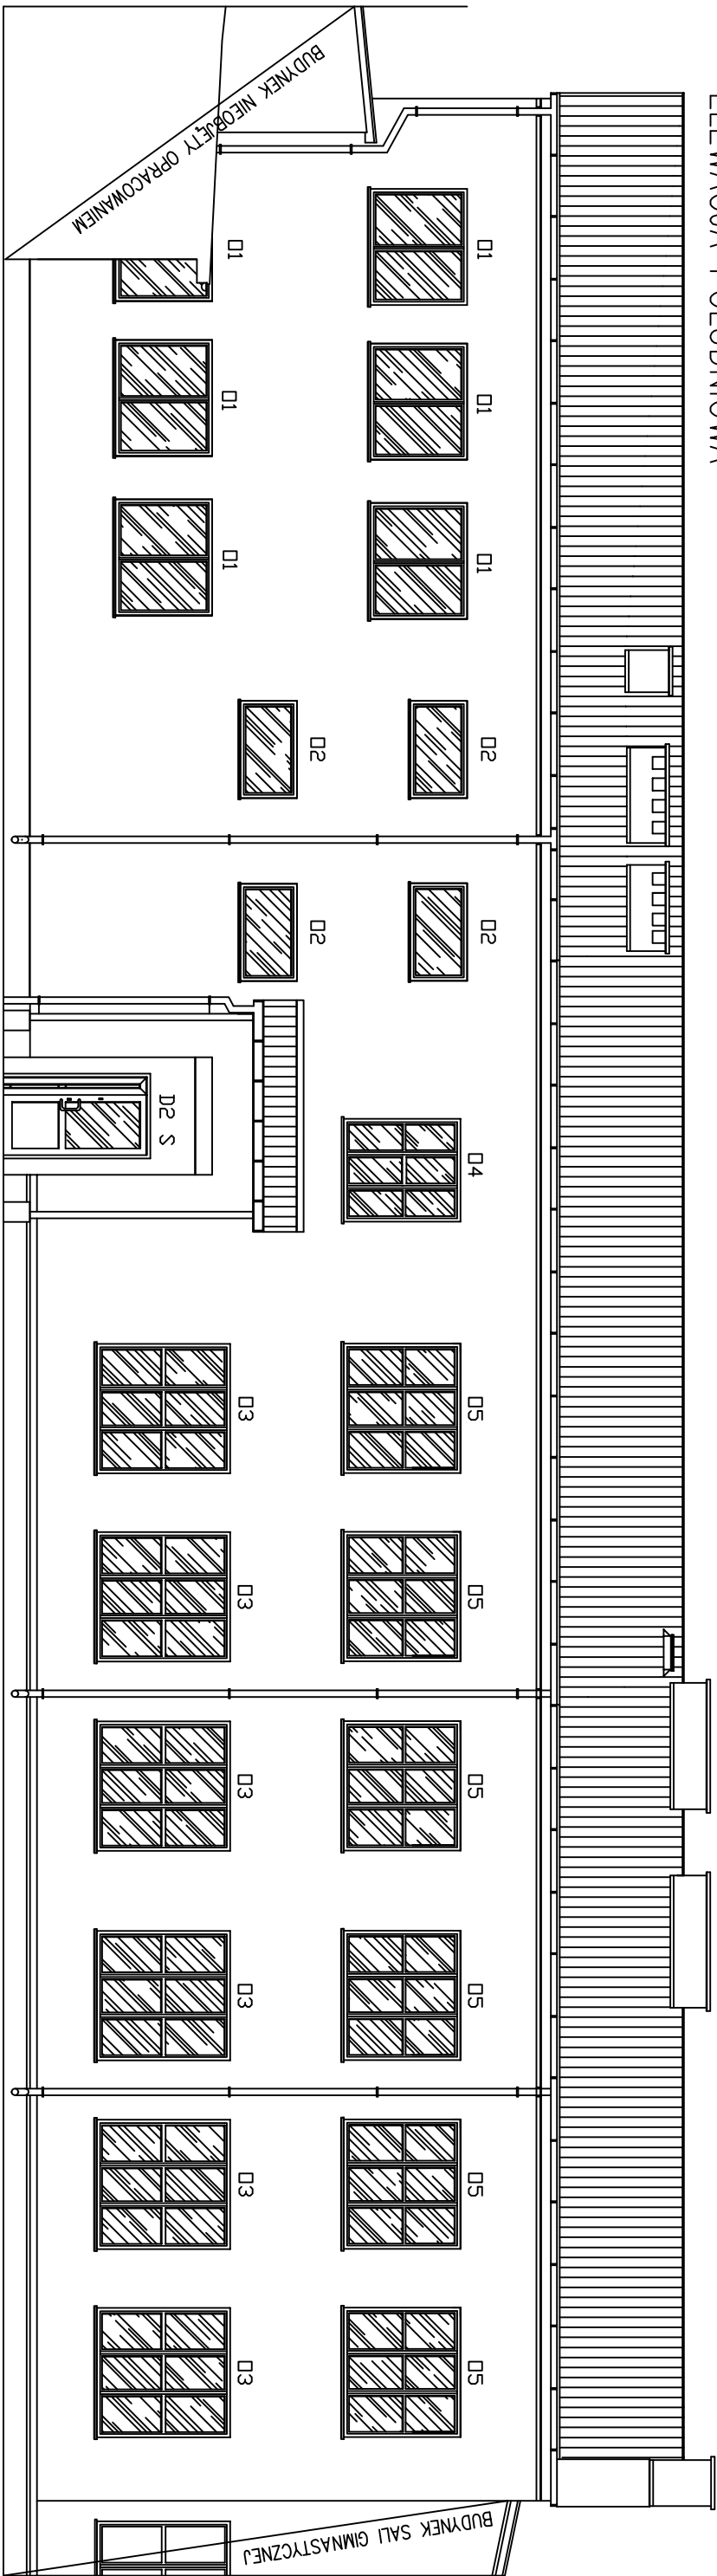 ELEWACJA POŁUDNIOWA
BUDYNEK NIEOBJĘTY OPRACOWANIEM
O1
O1
O1
O2
O2
O4
O5
O5
O5
O5
O5
O5
O1
O1
O1
O2
O2
D2 S
O3
O3
O3
O3
O3
O3
BUDYNEK SALI GIMNASTYCZNEJ